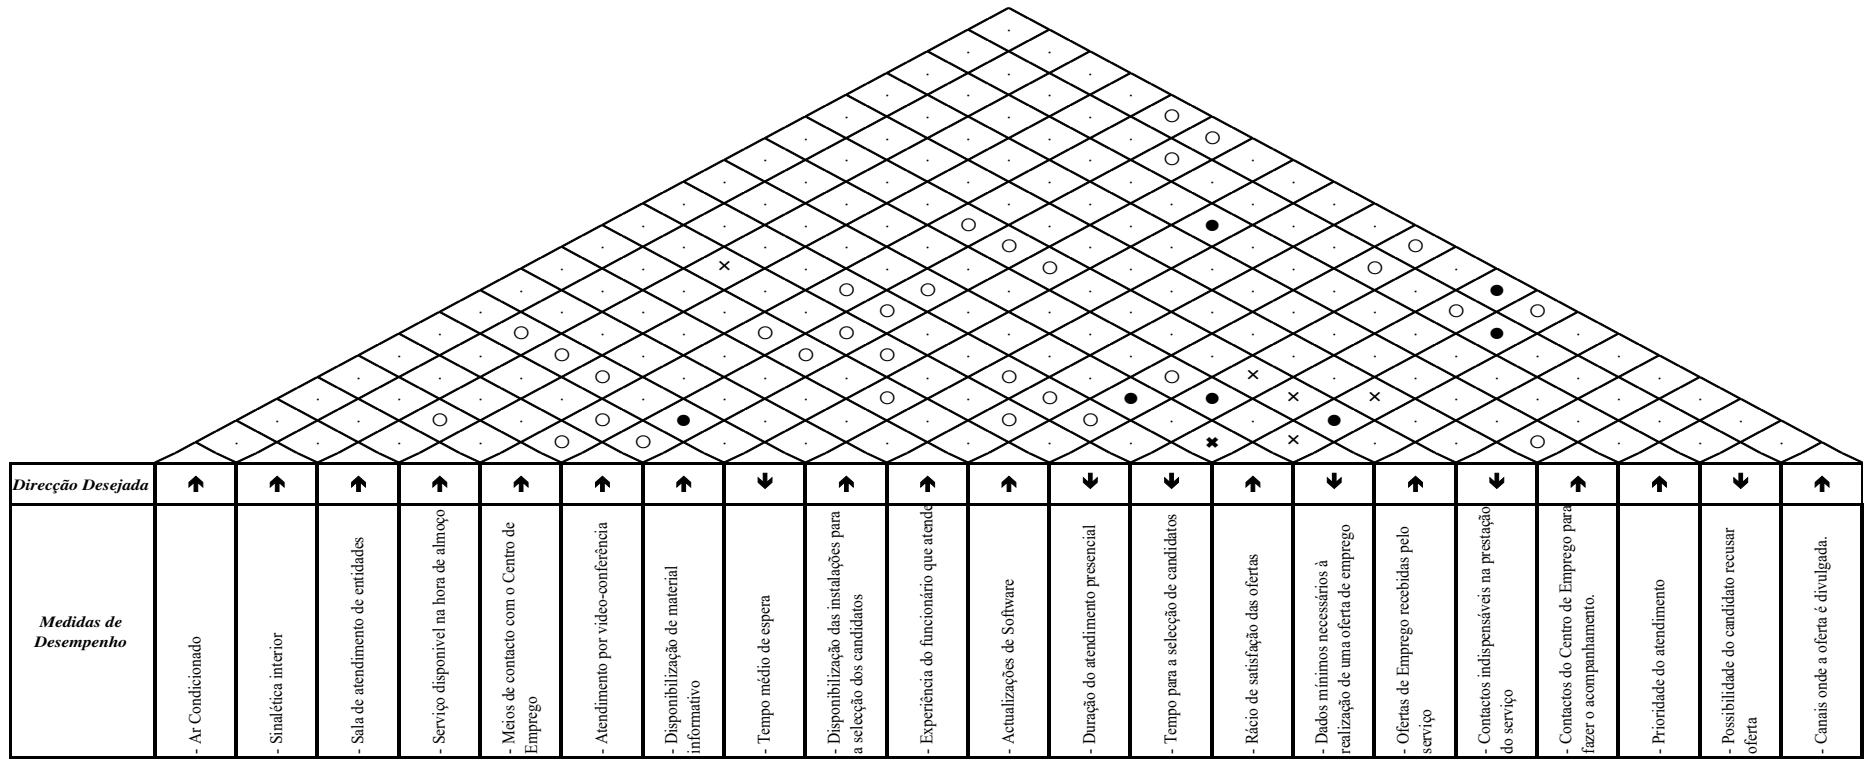 Direcção Desejada
Medidas de
Desempenho
- Ar Condicionado
- Sinalética interior
- Sala de atendimento de entidades
- Serviço disponivel na hora de almoço
- Meios de contacto com o Centro de
Emprego
- Atendimento por video-conferência
- Disponibilização de material
informativo
- Tempo médio de espera
- Disponibilização das instalações para
a selecção dos candidatos
- Experiência do funcionário que atende
- Actualizações de Software
- Duração do atendimento presencial
- Tempo para a selecção de candidatos
- Rácio de satisfação das ofertas
- Dados mínimos necessários à
realização de uma oferta de emprego
- Ofertas de Emprego recebidas pelo
serviço
- Contactos indispensáveis na prestação
do serviço
- Contactos do Centro de Emprego para
fazer o acompanhamento.
- Prioridade do atendimento
- Possibilidade do candidato recusar
oferta
- Canais onde a oferta é divulgada.